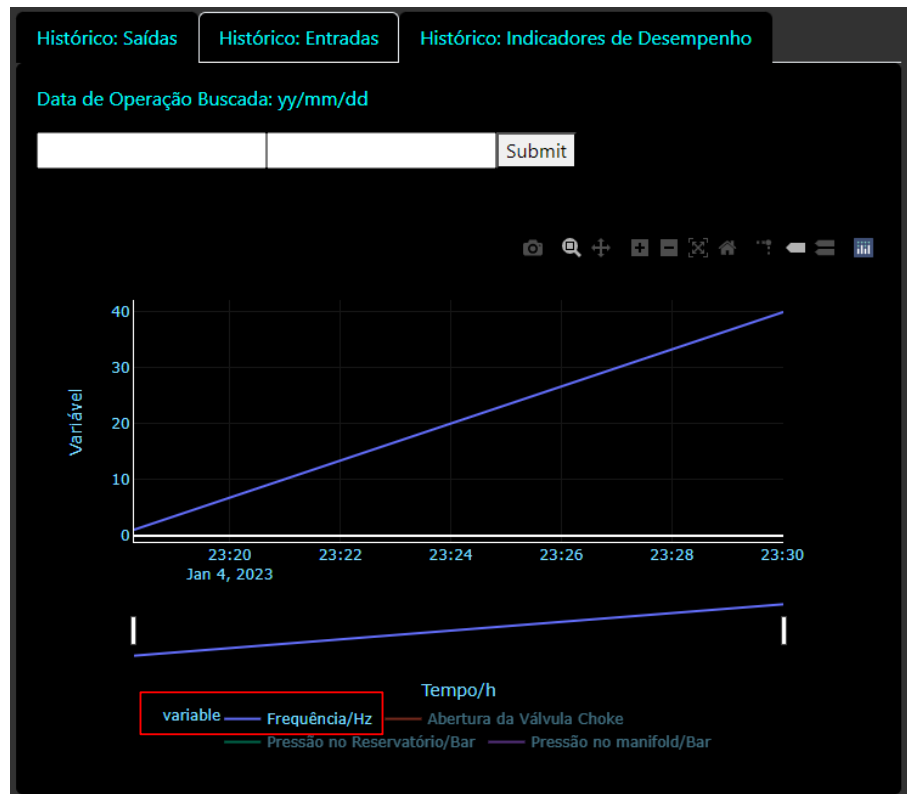 Histórico: Saídas Histórico: Entradas Histórico: Indicadores de Desempenho
Data de Operação Buscada: yy/mm/dd
Submit
40
30
20
10
0
Variável
23:20 23:22 23:24 23:26 23:28 23:30
Jan 4, 2023
Tempo/h
variable Frequência/Hz Abertura da Válvula Choke
Pressão no Reservatório/Bar Pressão no manifold/Bar